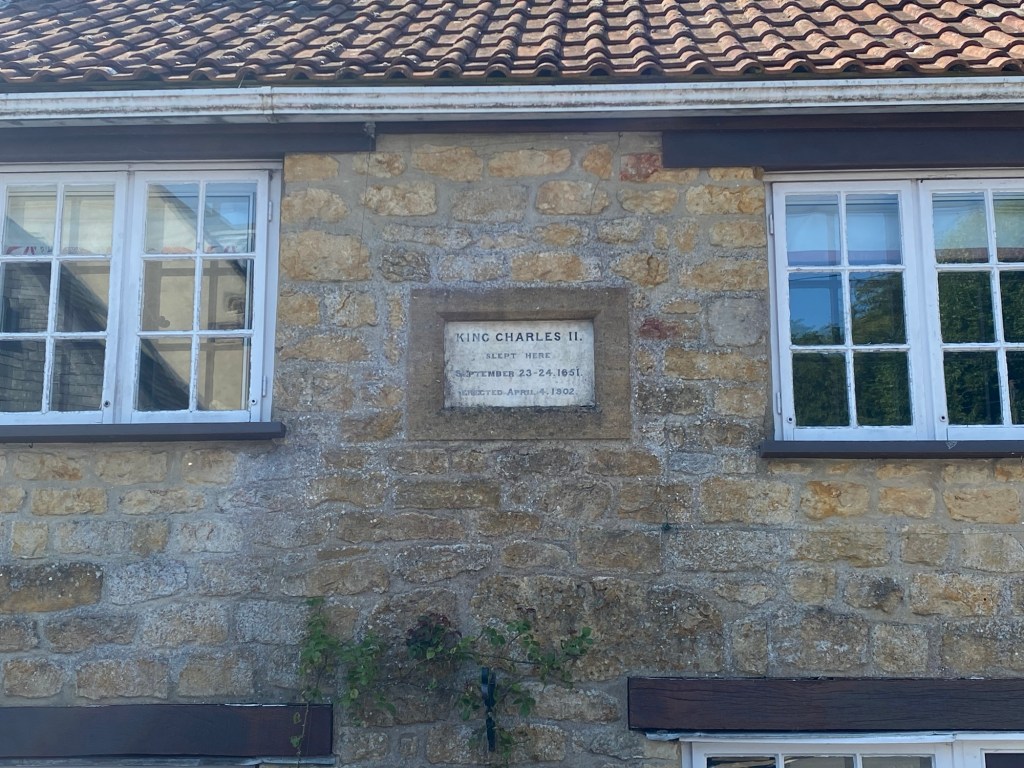 KING CHARLES II.
SLEPT HERE
SEPTEMBER 23-24.1651.
ERECTED APRIL 4.1902.